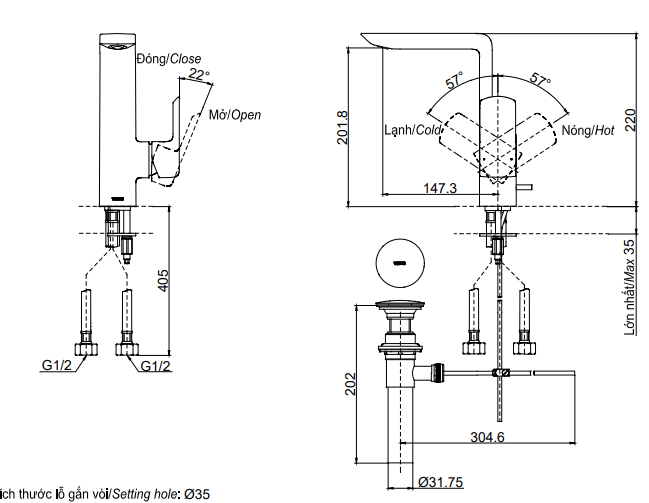 Đóng/Close
22°
Mở/Open
405
G1/2
G1/2
57°
57°
Lạnh/Cold
Nóng/Hot
201.8
220
147.3
Lớn nhất/Max 35
202
304.6
Ø31.75
ích thước lỗ gắn vòi/Setting hole: Ø35